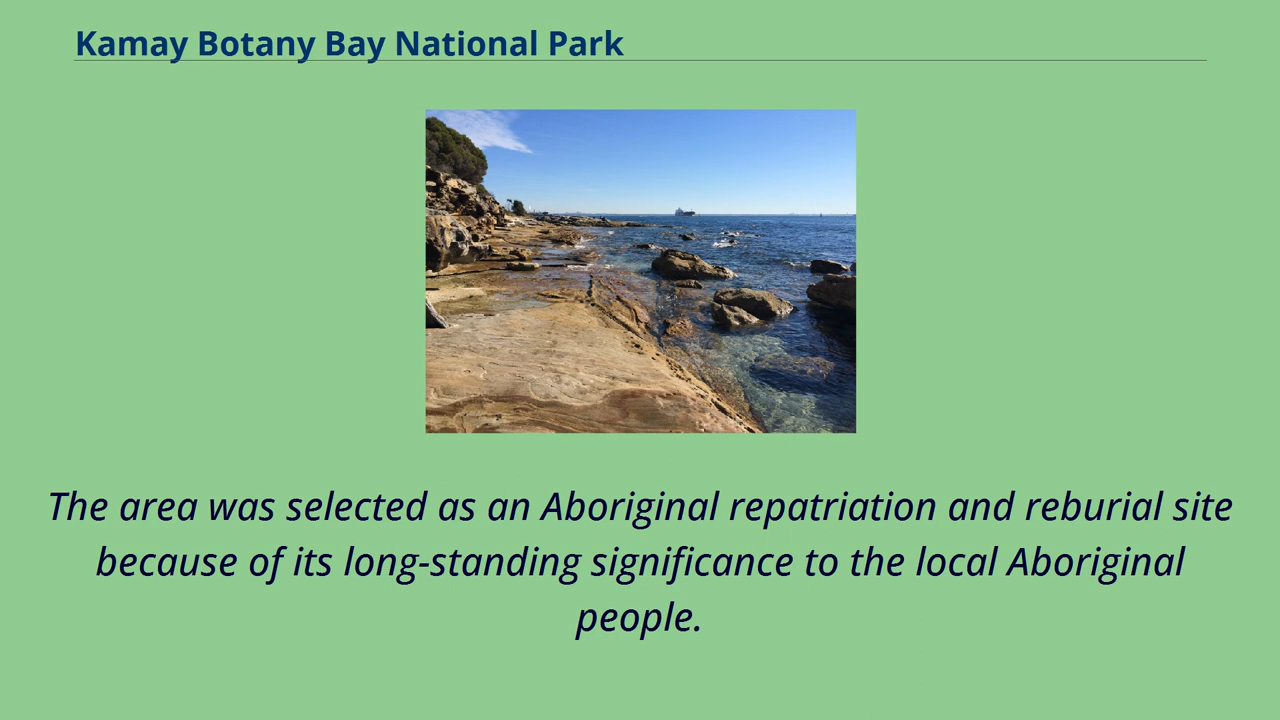 Kamay Botany Bay National Park
The area was selected as an Aboriginal repatriation and reburial site
because of its long-standing significance to the local Aboriginal
people.